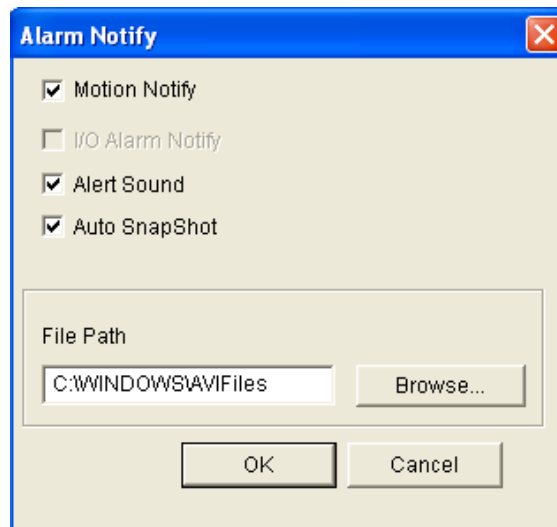 Alarm Notify
Motion Notify
I/O Alarm Notify
Alert Sound
Auto SnapShot
File Path
C:\WINDOWS\AVIFiles
Browse...
OK
Cancel